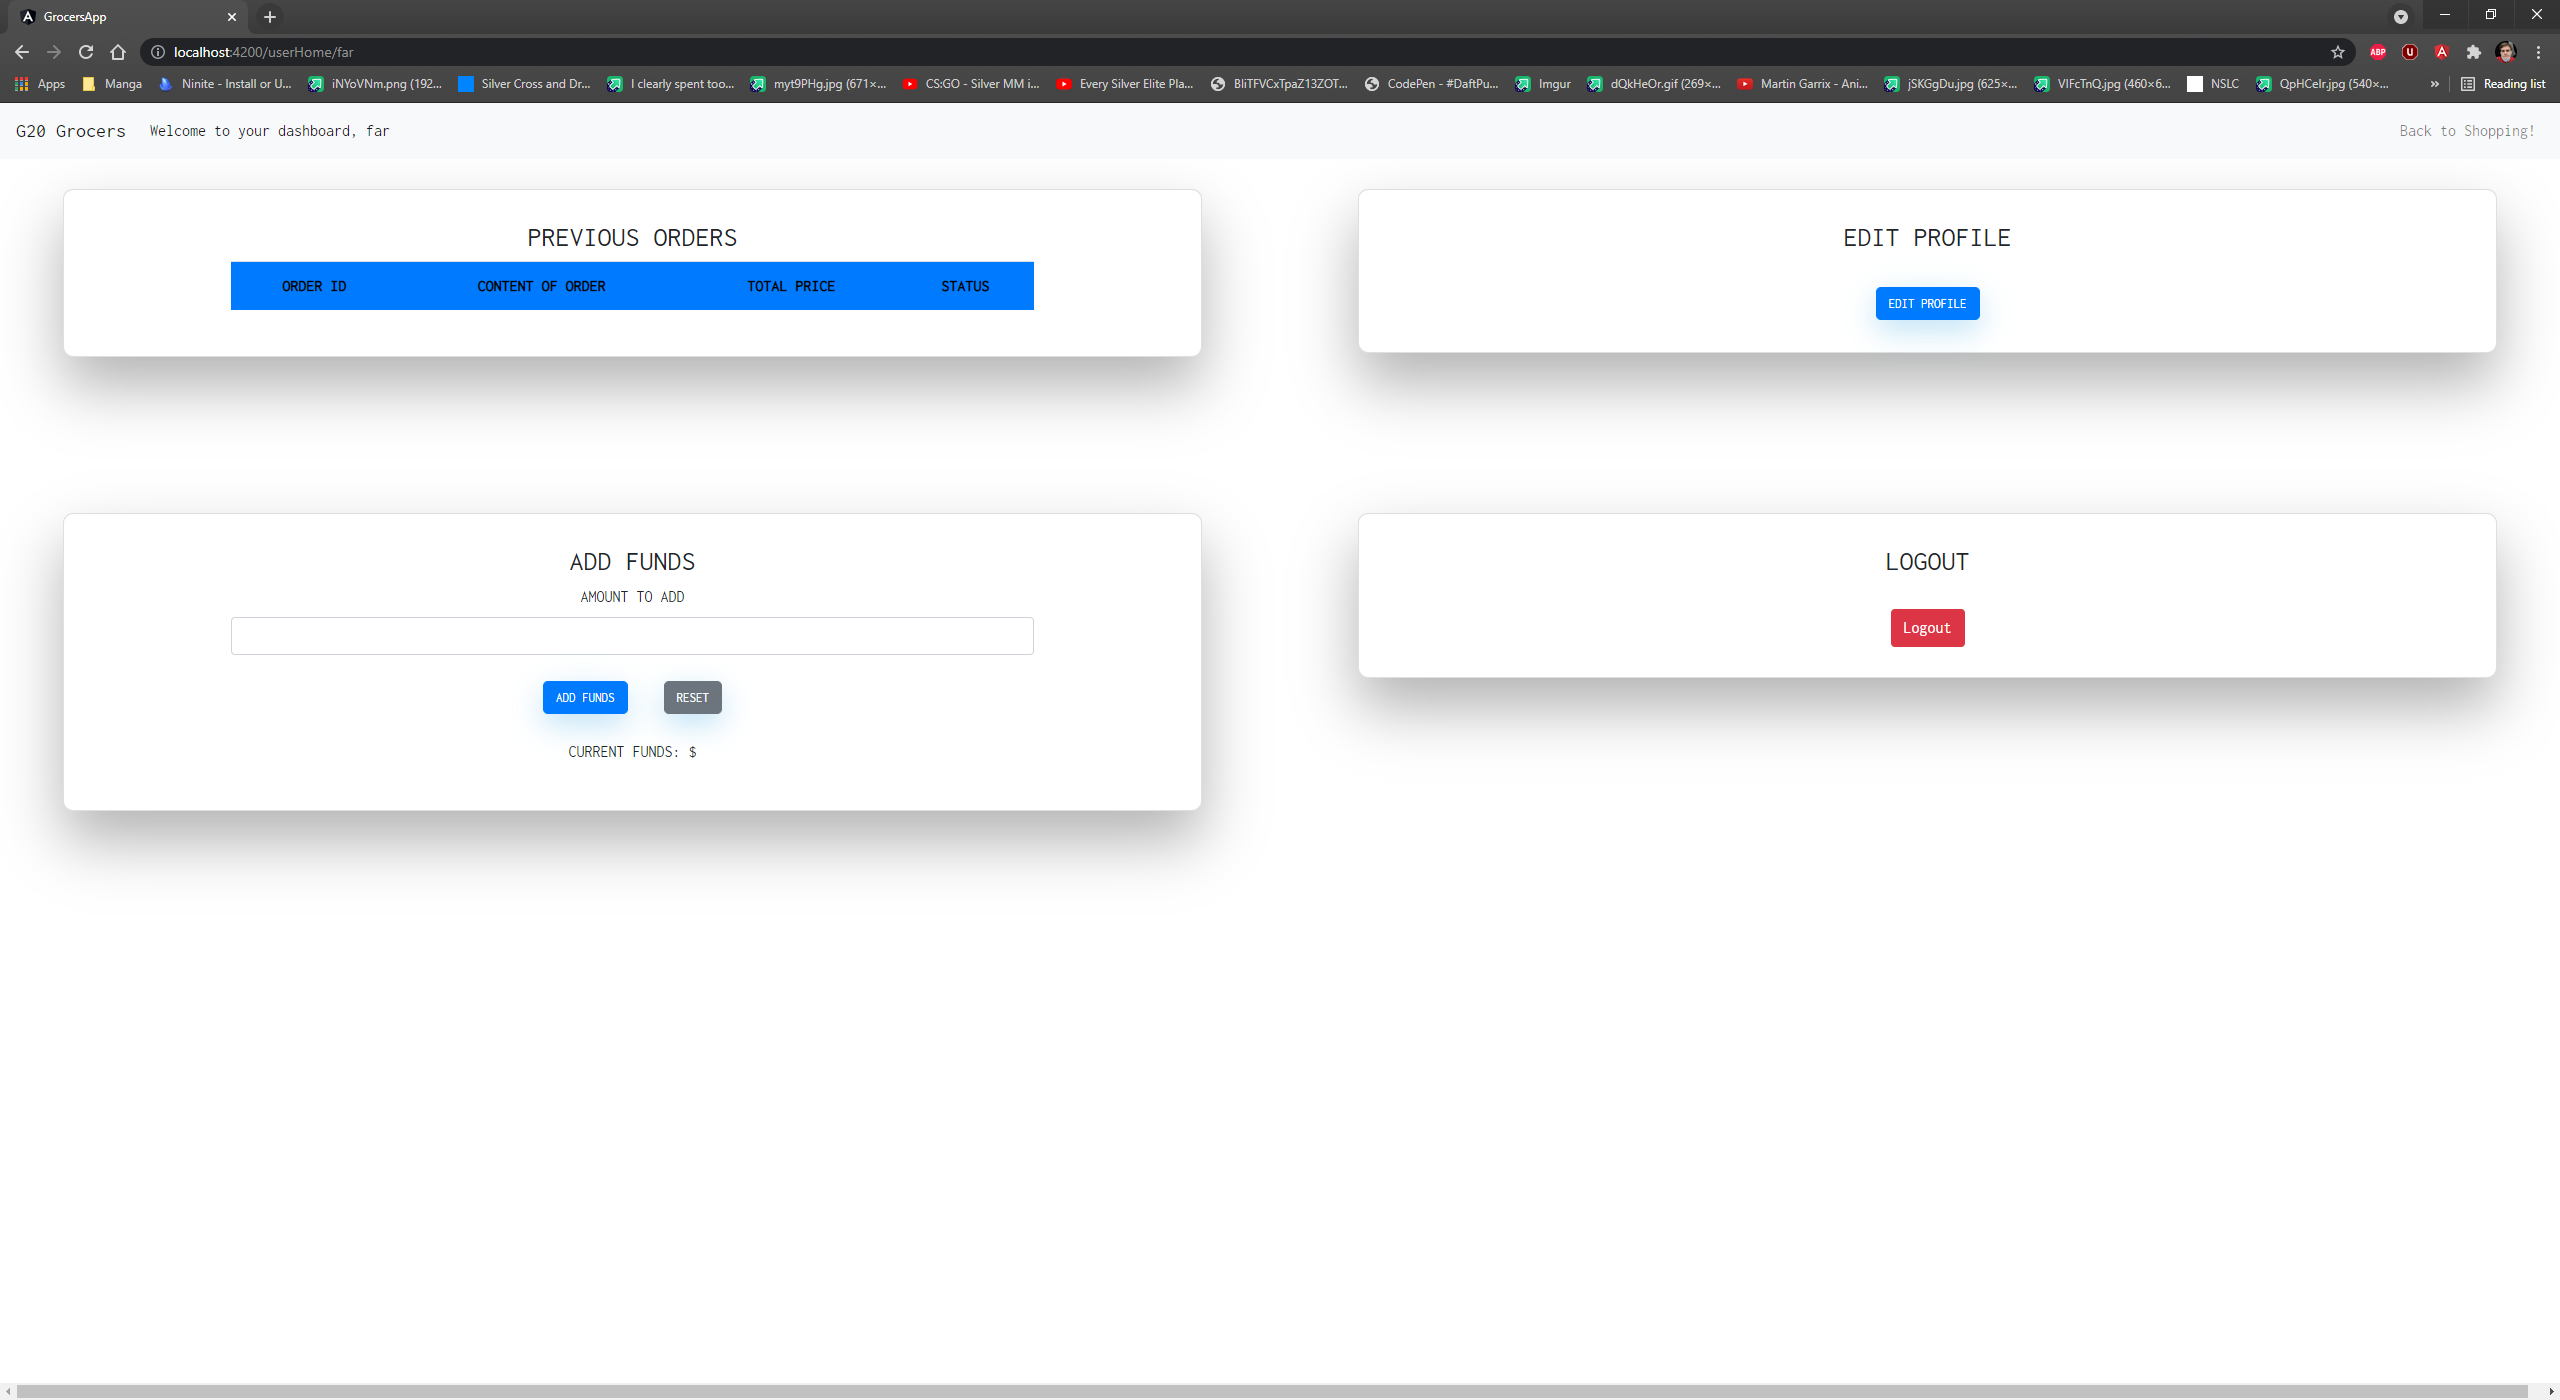 GrocersApp
localhost:4200/userHome/far
ABP
Apps Manga Ninite - Install or U... iNYoVNm.png (192... Silver Cross and Dr... I clearly spent too... myt9PHg.jpg (671×... CS:GO - Silver MM i... Every Silver Elite Pla... BliTFVCxTpaZ13ZOT... CodePen - #DaftPu... Imgur dQkHeOr.gif (269×... Martin Garrix - Ani... jSKGgDu.jpg (625×... VIFcTnQ.jpg (460×6... NSLC QpHCelr.jpg (540×... » Reading list
G20 Grocers Welcome to your dashboard, far Back to Shopping!
PREVIOUS ORDERS
ORDER ID CONTENT OF ORDER TOTAL PRICE STATUS
EDIT PROFILE
EDIT PROFILE
ADD FUNDS
AMOUNT TO ADD
ADD FUNDS RESET
CURRENT FUNDS: $
LOGOUT
Logout